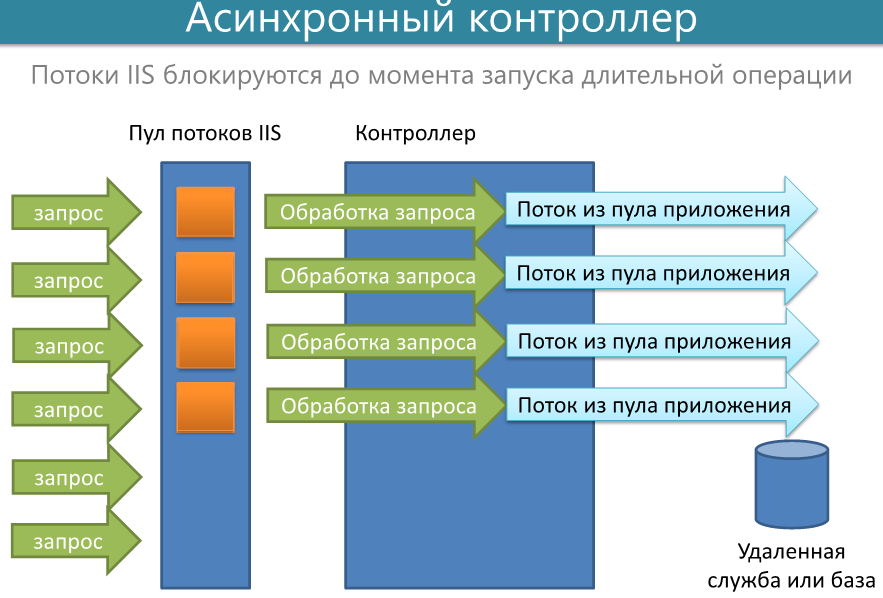 Асинхронный контроллер
Потоки IIS блокируются до момента запуска длительной операции
Пул потоков IIS
Контроллер
запрос
Обработка запроса
Поток из пула приложения
запрос
Обработка запроса
Поток из пула приложения
запрос
Обработка запроса
Поток из пула приложения
запрос
Обработка запроса
Поток из пула приложения
запрос
запрос
Удаленная
служба или база